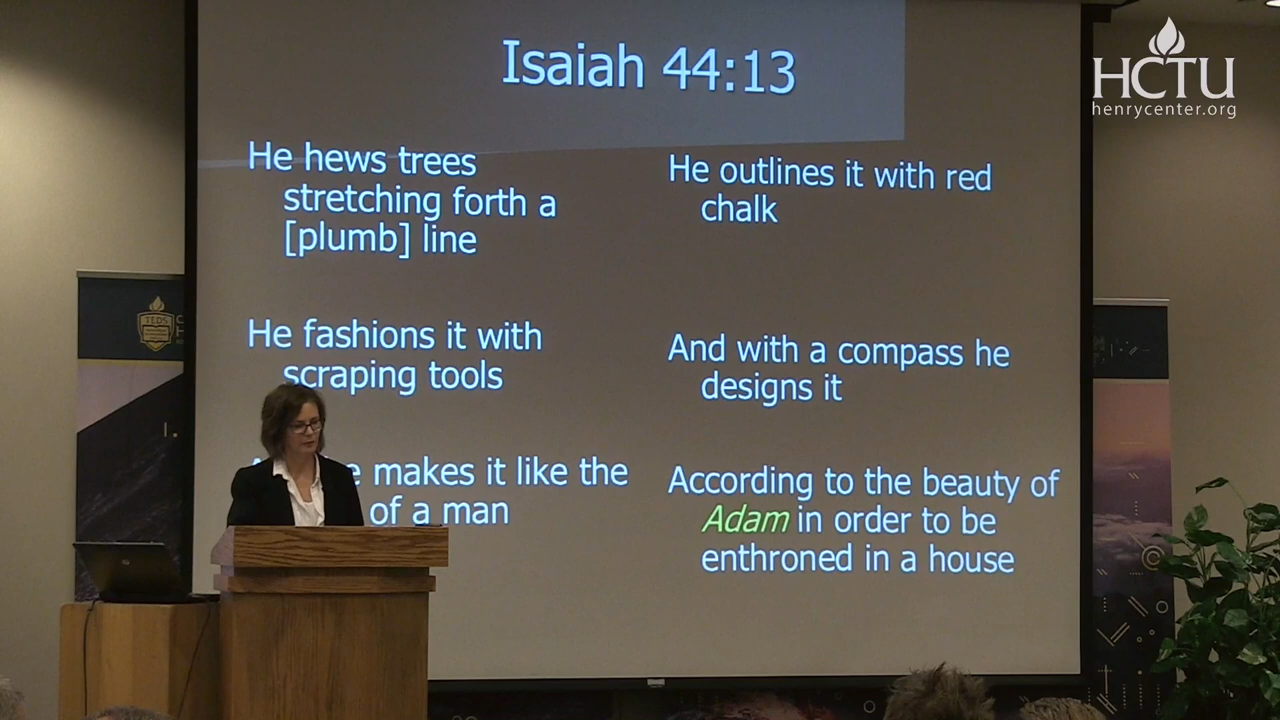 Isaiah 44:13
He hews trees
stretching forth a
[plumb] line
He outlines it with red
chalk
He fashions it with
scraping tools
And with a compass he
designs it
makes it like the
of a man
According to the beauty of
Adam in order to be
enthroned in a house
HCTU
henrycenter.org
TEDS